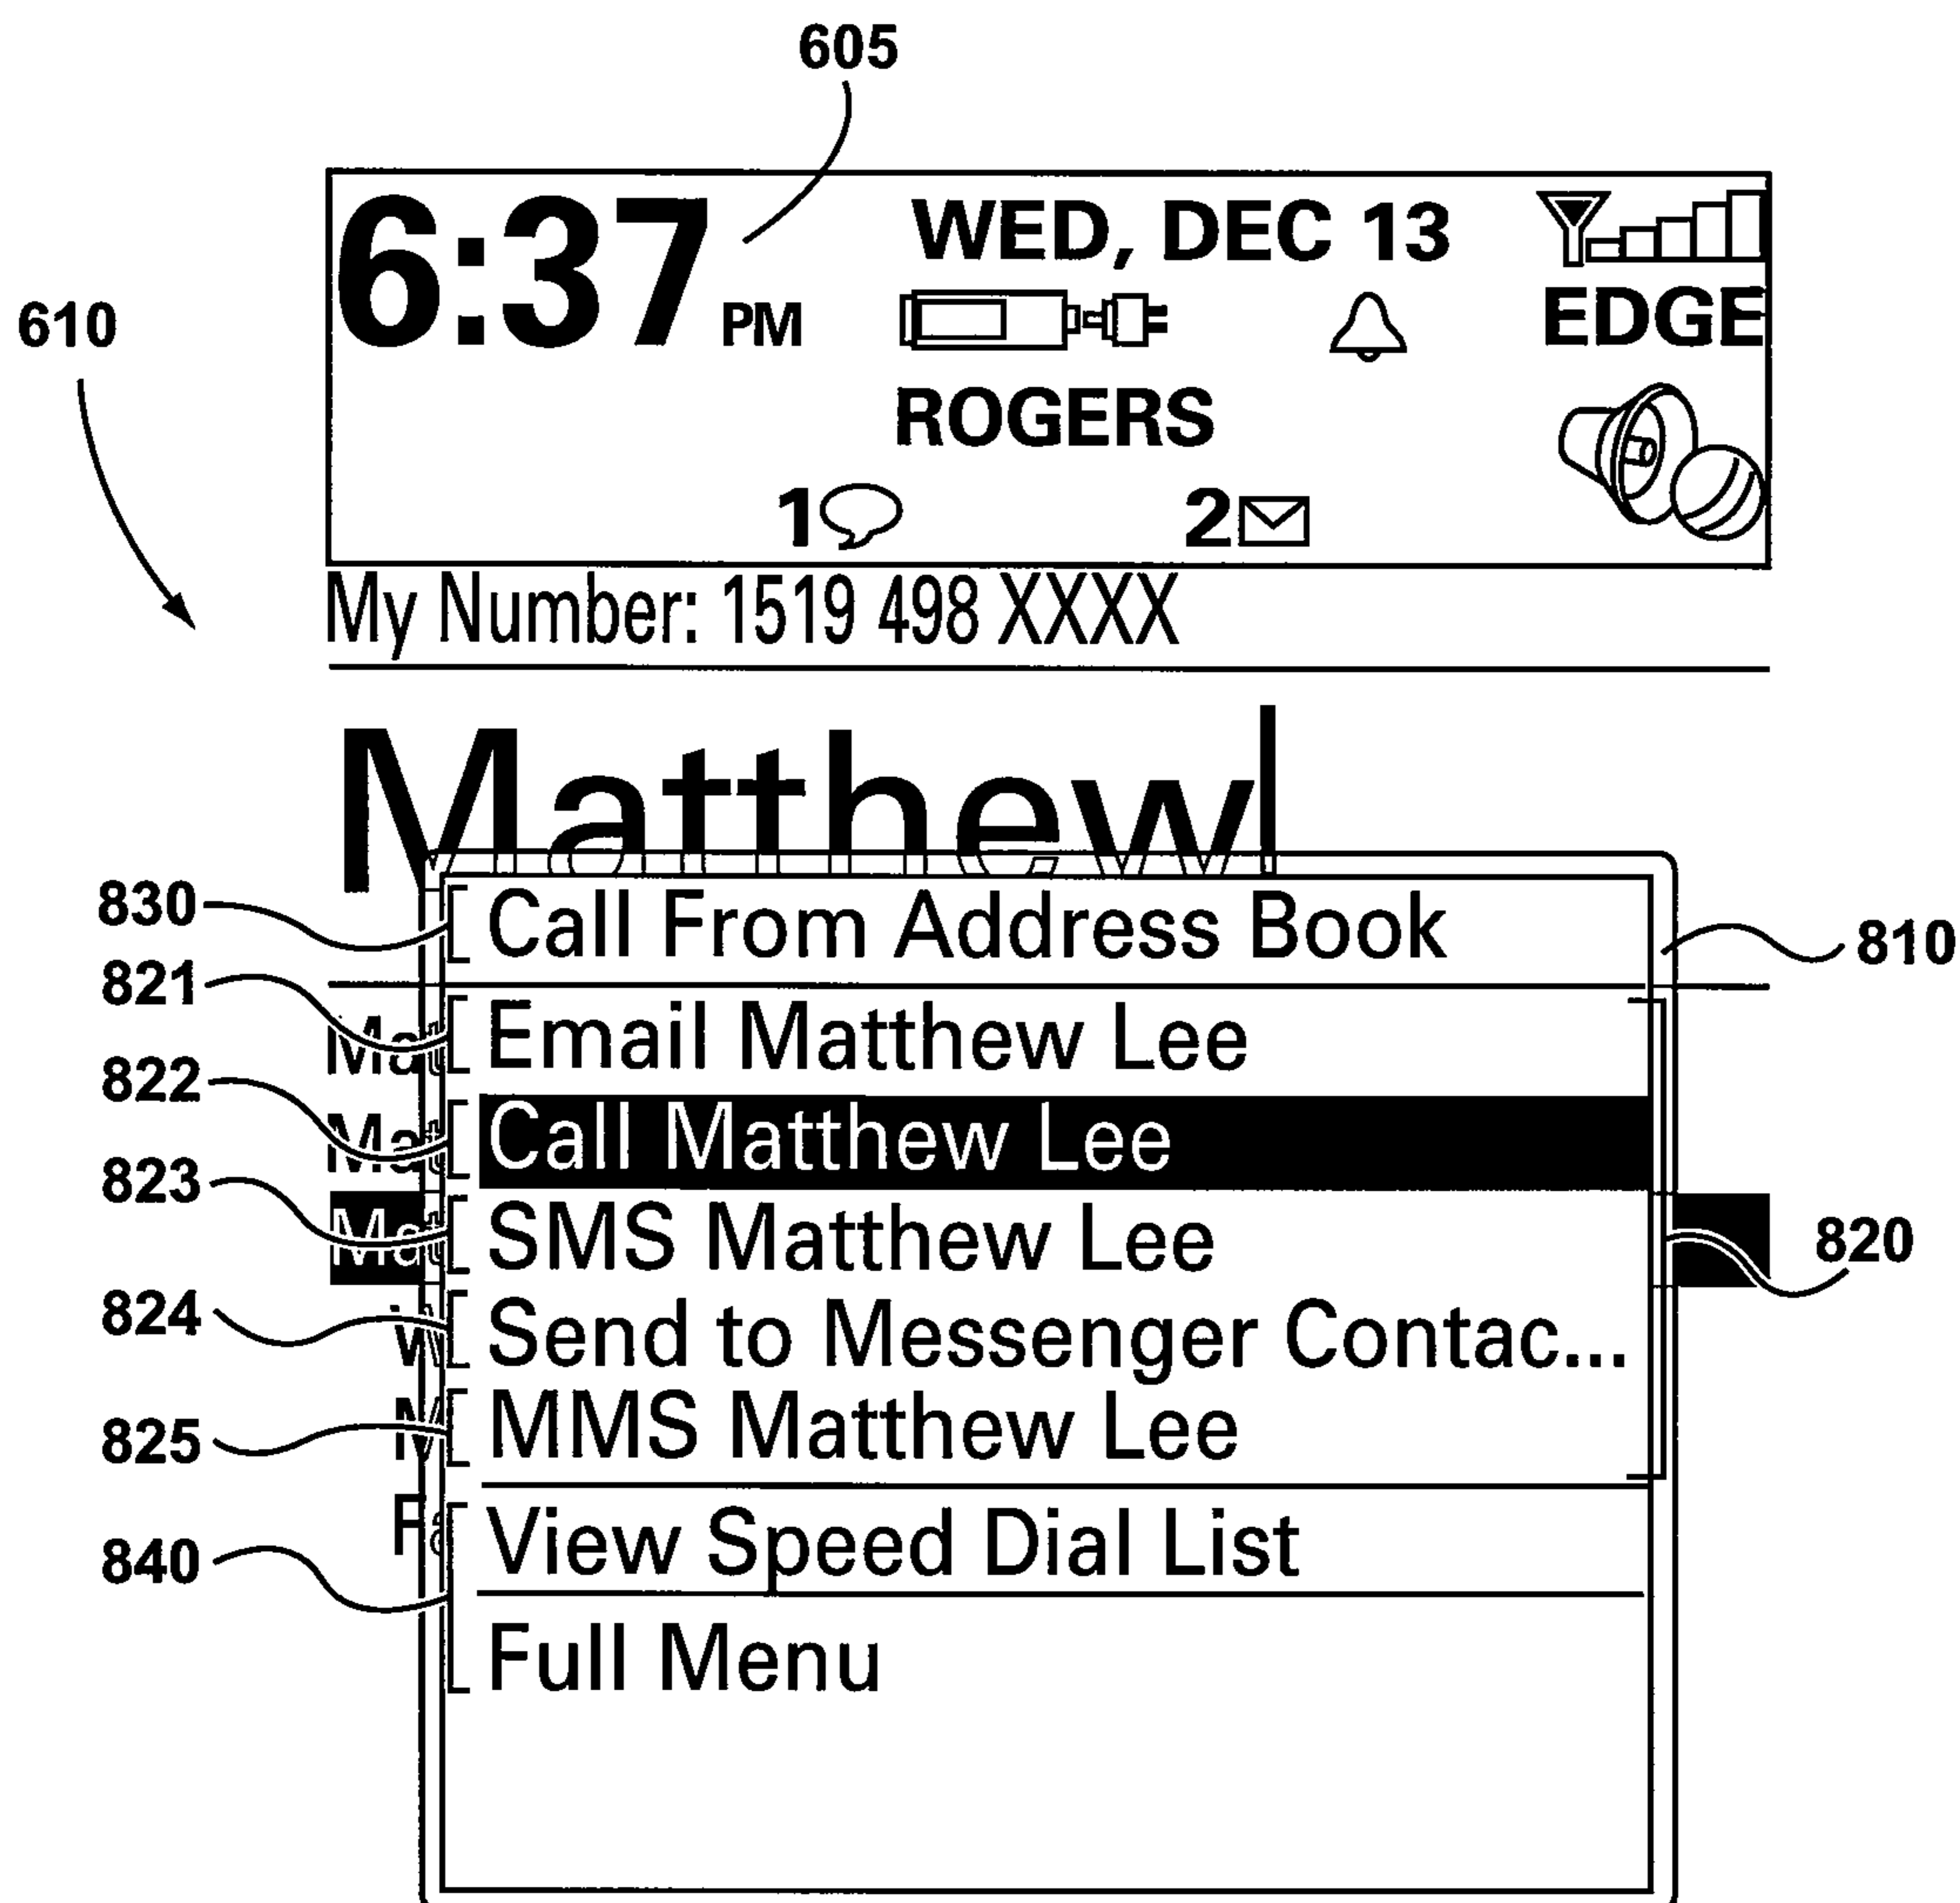 605
6:37 PM WED, DEC 13
610
EDGE
ROGERS
1 2
My Number: 1519 498 XXXX
Matthew
830 Call From Address Book 810
821 Email Matthew Lee
822 Call Matthew Lee
823 SMS Matthew Lee 820
824 Send to Messenger Contac...
825 MMS Matthew Lee
840 View Speed Dial List
Full Menu